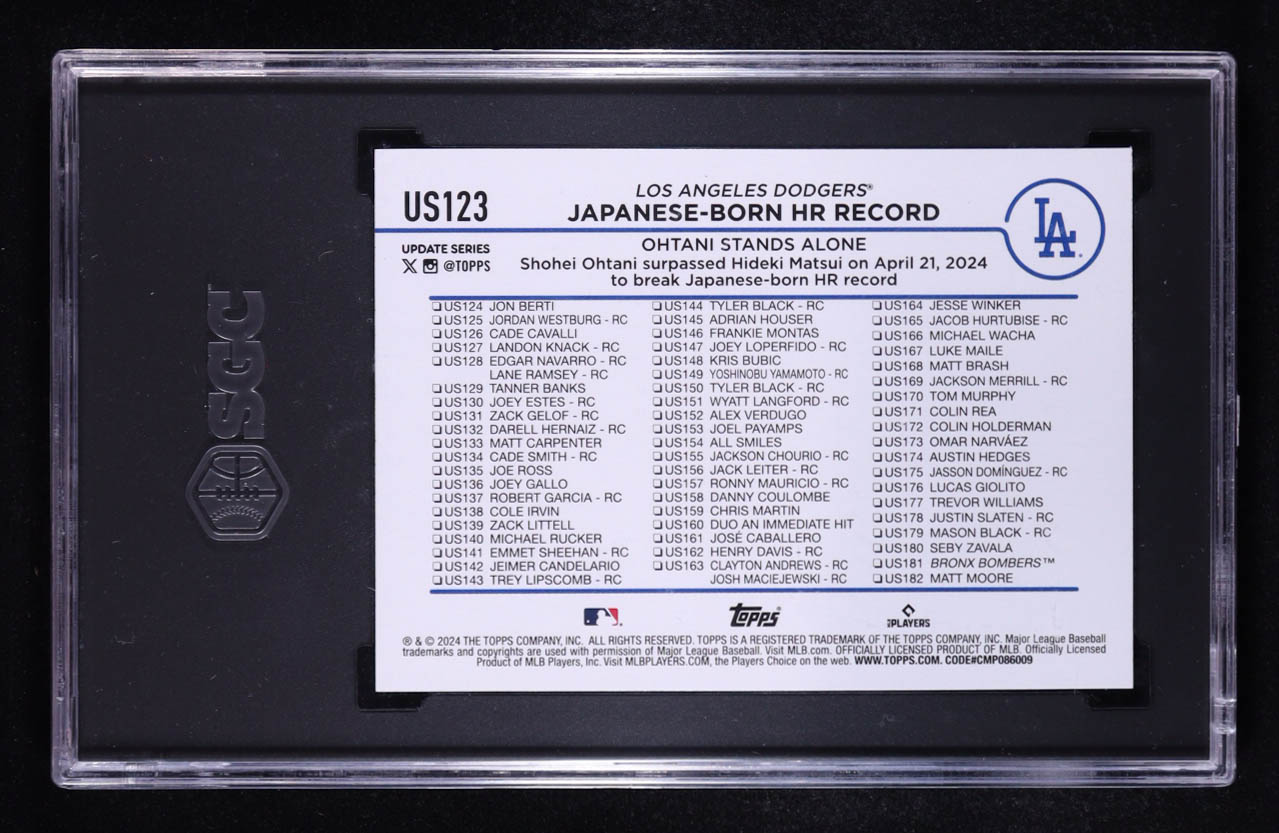 SGC
US123
UPDATE SERIES
@TOPPS
LOS ANGELES DODGERS®
JAPANESE-BORN HR RECORD
LA
OHTANI STANDS ALONE
Shohei Ohtani surpassed Hideki Matsui on April 21, 2024
to break Japanese-born HR record
❏US124 JON BERTI
❏US125 JORDAN WESTBURG - RC
❏US126 CADE CAVALLI
❏US127 LANDON KNACK - RC
❏US128 EDGAR NAVARRO - RC
LANE RAMSEY - RC
❏US129 TANNER BANKS
❏US130 JOEY ESTES - RC
❏US131 ZACK GELOF - RC
❏US132 DARELL HERNAIZ - RC
❏US133 MATT CARPENTER
❏US134 CADE SMITH - RC
❏US135 JOE ROSS
❏US136 JOEY GALLO
❏US137 ROBERT GARCIA - RC
❏US138 COLE IRVIN
❏US139 ZACK LITTELL
❏US140 MICHAEL RUCKER
❏US141 EMMET SHEEHAN - RC
❏US142 JEIMER CANDELARIO
❏US143 TREY LIPSCOMB - RC
❏US144 TYLER BLACK - RC
❏US145 ADRIAN HOUSER
❏US146 FRANKIE MONTAS
❏US147 JOEY LOPERFIDO - RC
❏US148 KRIS BUBIC
❏US149 YOSHINOBU YAMAMOTO - RC
❏US150 TYLER BLACK - RC
❏US151 WYATT LANGFORD - RC
❏US152 ALEX VERDUGO
❏US153 JOEL PAYAMPS
❏US154 ALL SMILES
❏US155 JACKSON CHOURIO - RC
❏US156 JACK LEITER - RC
❏US157 RONNY MAURICIO - RC
❏US158 DANNY COULOMBE
❏US159 CHRIS MARTIN
❏US160 DUO AN IMMEDIATE HIT
❏US161 JOSÉ CABALLERO
❏US162 HENRY DAVIS - RC
❏US163 CLAYTON ANDREWS - RC
JOSH MACIEJEWSKI - RC
❏US164 JESSE WINKER
❏US165 JACOB HURTUBISE - RC
❏US166 MICHAEL WACHA
❏US167 LUKE MAILE
❏US168 MATT BRASH
❏US169 JACKSON MERRILL - RC
❏US170 TOM MURPHY
❏US171 COLIN REA
❏US172 COLIN HOLDERMAN
❏US173 OMAR NARVÁEZ
❏US174 AUSTIN HEDGES
❏US175 JASSON DOMÍNGUEZ - RC
❏US176 LUCAS GIOLITO
❏US177 TREVOR WILLIAMS
❏US178 JUSTIN SLATEN - RC
❏US179 MASON BLACK - RC
❏US180 SEBY ZAVALA
❏US181 BRONX BOMBERS™
❏US182 MATT MOORE
Topps
PLAYERS
® & © 2024 THE TOPPS COMPANY, INC. ALL RIGHTS RESERVED. TOPPS IS A REGISTERED TRADEMARK OF THE TOPPS COMPANY, INC. Major League Baseball
trademarks and copyrights are used with permission of Major League Baseball. Visit MLB.com. OFFICIALLY LICENSED PRODUCT OF MLB. Officially Licensed
Product of MLB Players, Inc. Visit MLBPLAYERS.COM, the Players Choice on the web. WWW.TOPPS.COM. CODE#CMP086009